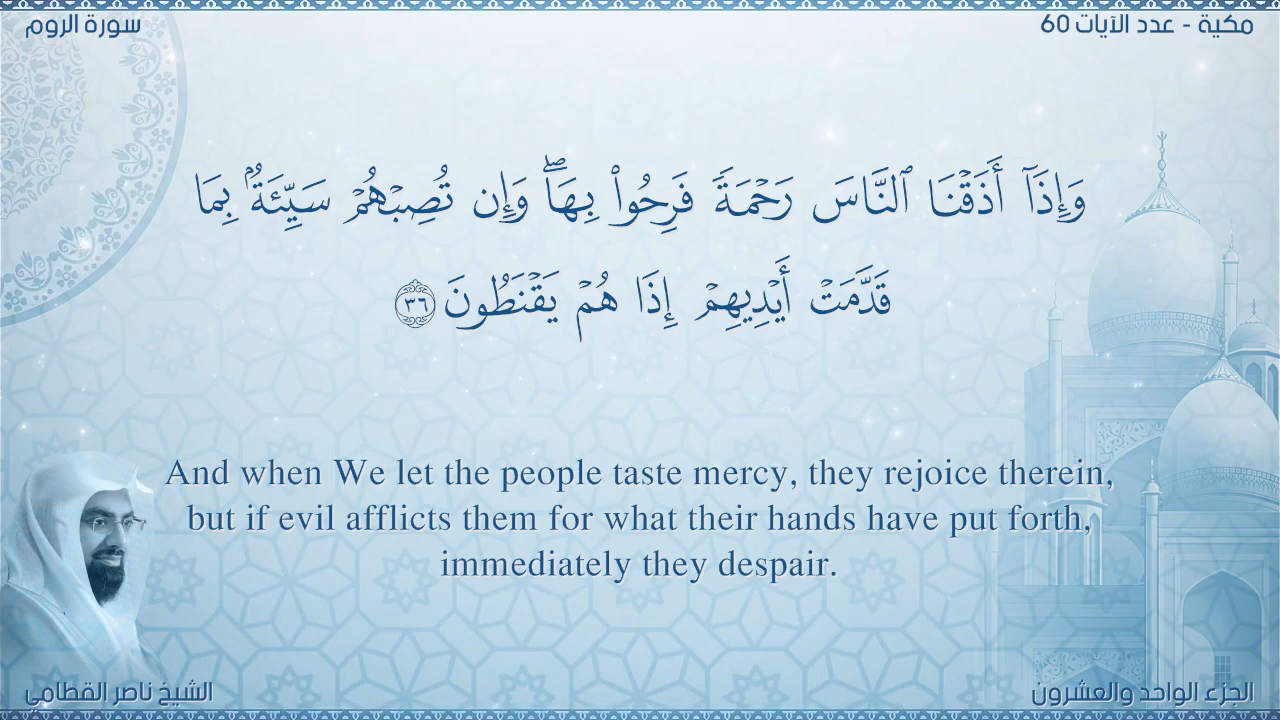 سورة الروم
مكية - عدد الآيات 60
وَإِذَآ أَذَقْنَا ٱلنَّاسَ رَحْمَةً فَرِحُوا۟ بِهَا ۖ وَإِن تُصِبْهُمْ سَيِّئَةٌۢ بِمَا
قَدَّمَتْ أَيْدِيهِمْ إِذَا هُمْ يَقْنَطُونَ ٣٦
And when We let the people taste mercy, they rejoice therein,
but if evil afflicts them for what their hands have put forth,
immediately they despair.
الشيخ ناصر القطامي
الجزء الواحد والعشرون